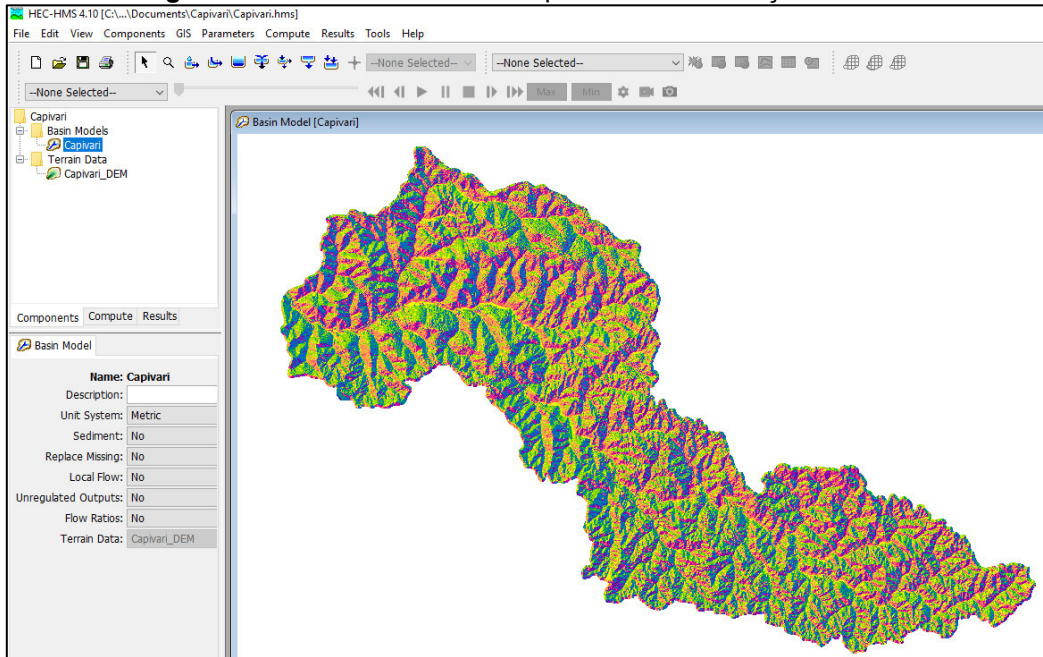 HEC-HMS 4.10 [C:\...\Documents\Capivari\Capivari.hms]
File Edit View Components GIS Parameters Compute Results Tools Help
--None Selected-- --None Selected--
--None Selected-- Max Min
Capivari
Basin Models
Capivari
Terrain Data
Capivari_DEM
Components Compute Results
Basin Model
Name: Capivari
Description:
Unit System: Metric
Sediment: No
Replace Missing: No
Local Flow: No
Unregulated Outputs: No
Flow Ratios: No
Terrain Data: Capivari_DEM
Basin Model [Capivari]